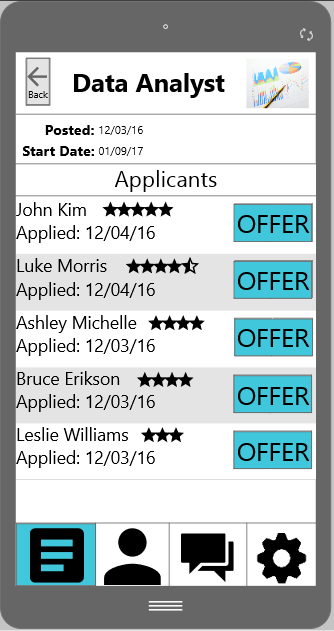 Back
Data Analyst
Posted: 12/03/16
Start Date: 01/09/17
Applicants
John Kim
Applied: 12/04/16
OFFER
Luke Morris
Applied: 12/04/16
OFFER
Ashley Michelle
Applied: 12/03/16
OFFER
Bruce Erikson
Applied: 12/03/16
OFFER
Leslie Williams
Applied: 12/03/16
OFFER